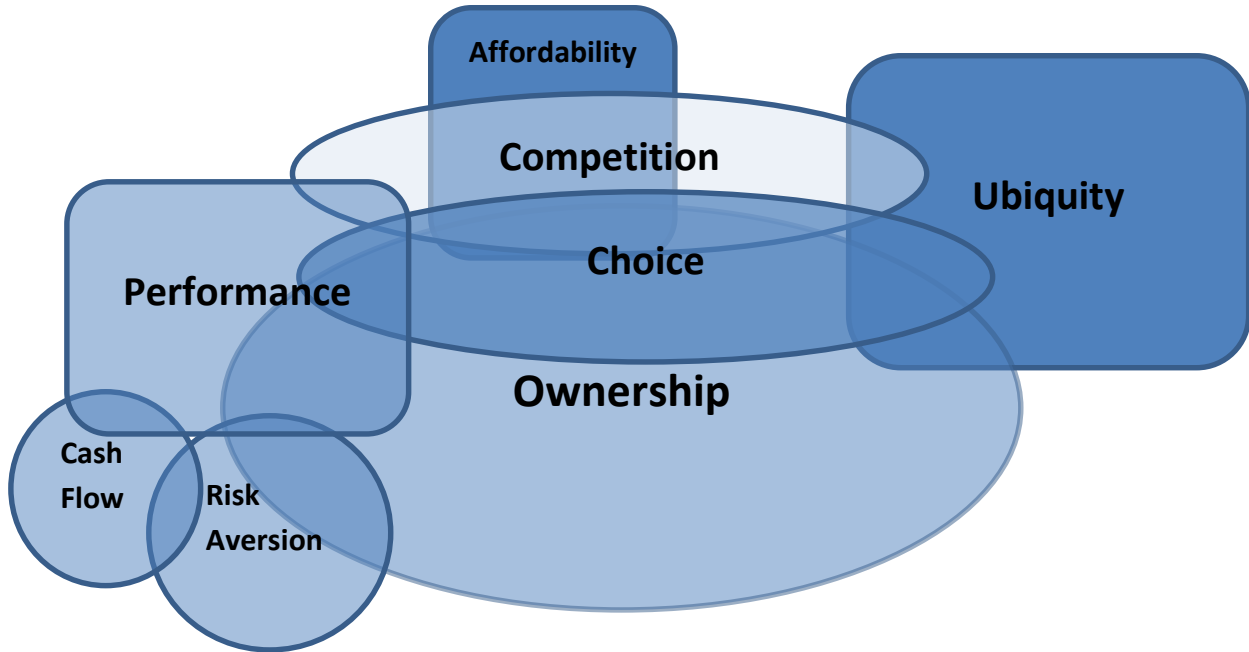 Affordability
Competition
Ubiquity
Choice
Performance
Ownership
Cash
Flow
Risk
Aversion